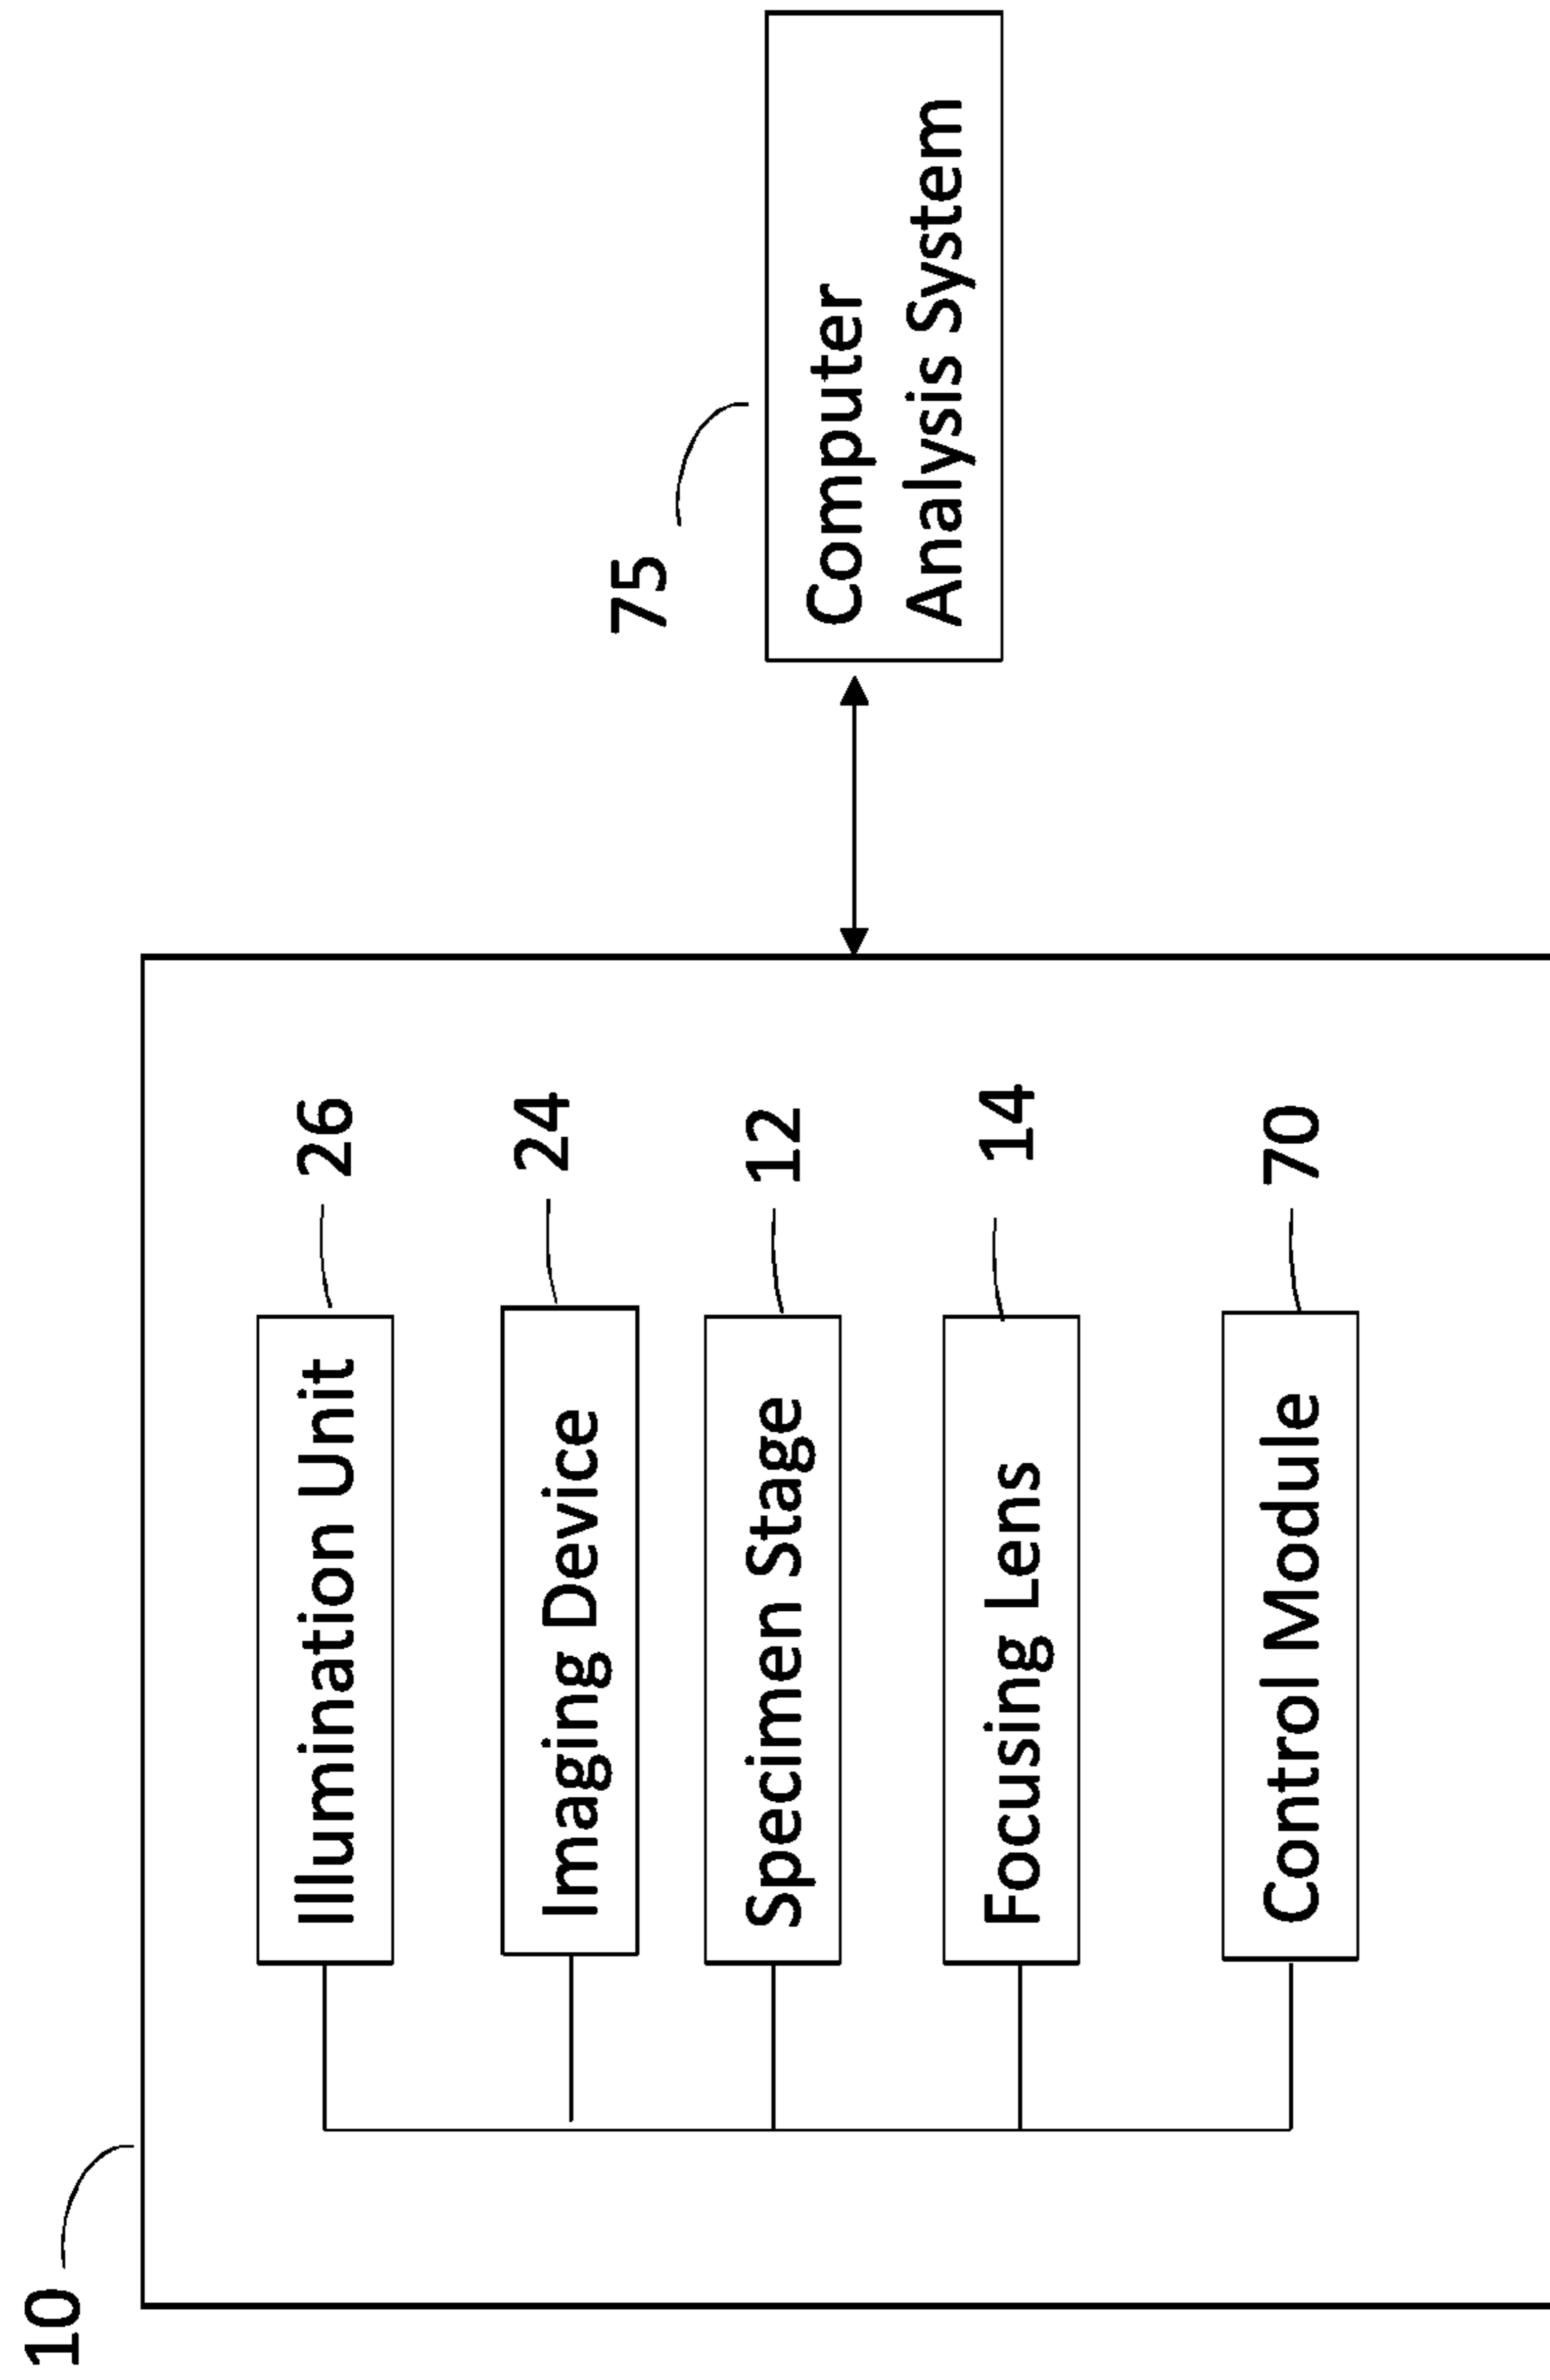 10
Illumination Unit
26
Imaging Device
24
Specimen Stage
12
Focusing Lens
14
Control Module
70
75
Computer
Analysis System